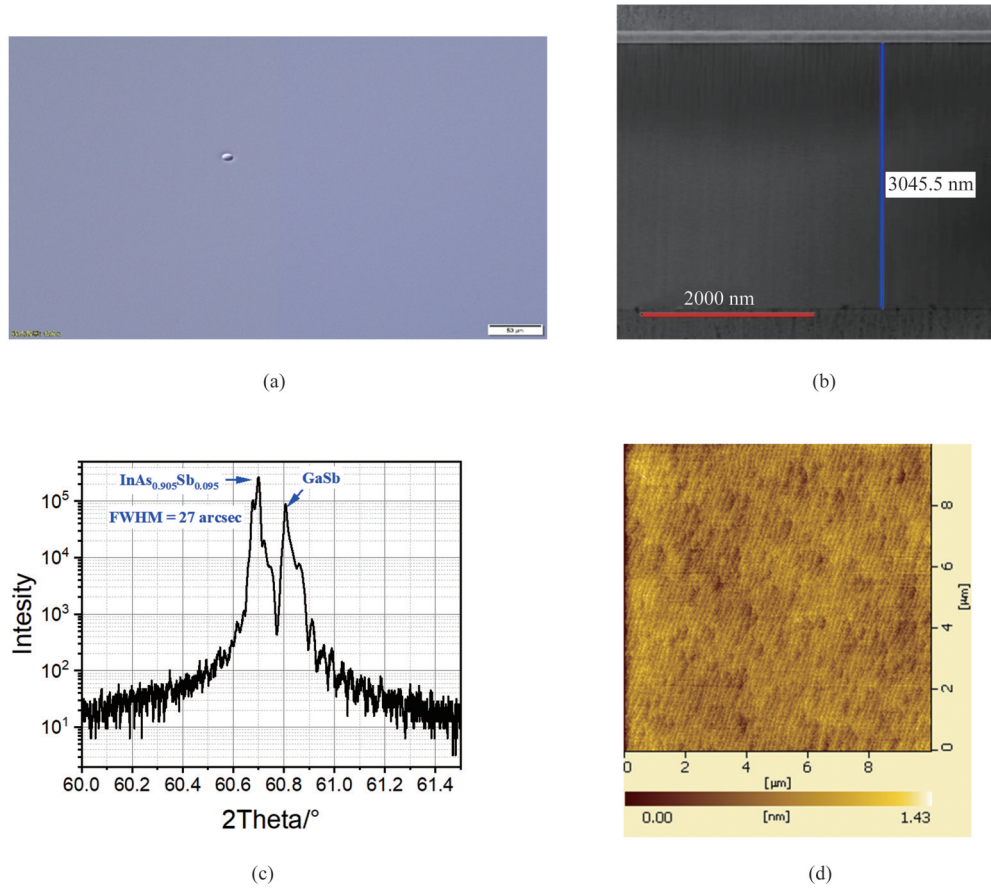 50 µm
(a)
3045.5 nm
2000 nm
(b)
InAs0.905Sb0.095
GaSb
FWHM = 27 arcsec
10^5
10^4
10^3
10^2
10^1
Intesity
60.0 60.2 60.4 60.6 60.8 61.0 61.2 61.4
2Theta/°
(c)
8
6
[µm]
4
2
0
0 2 4 6 8
[µm]
0.00 [nm] 1.43
(d)